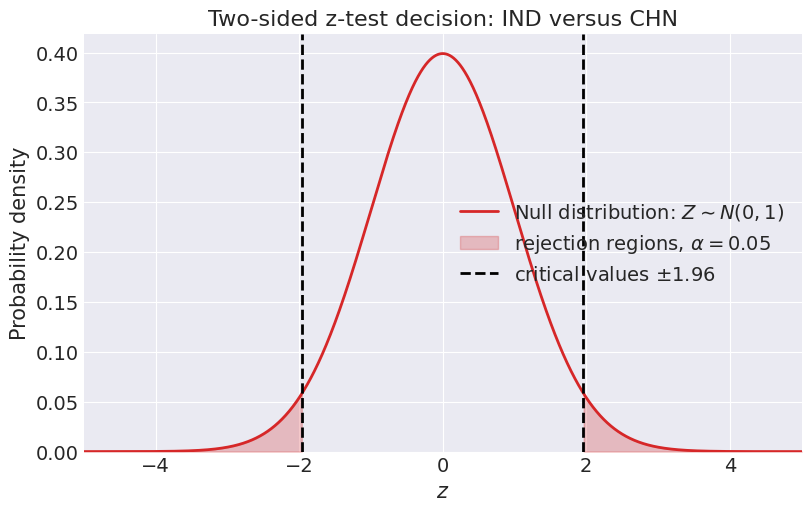 Two-sided z-test decision: IND versus CHN
Probability density
0.40
0.35
0.30
0.25
0.20
0.15
0.10
0.05
0.00
Null distribution: Z ∼ N(0, 1)
rejection regions, α = 0.05
critical values ±1.96
−4 −2 0 2 4
z